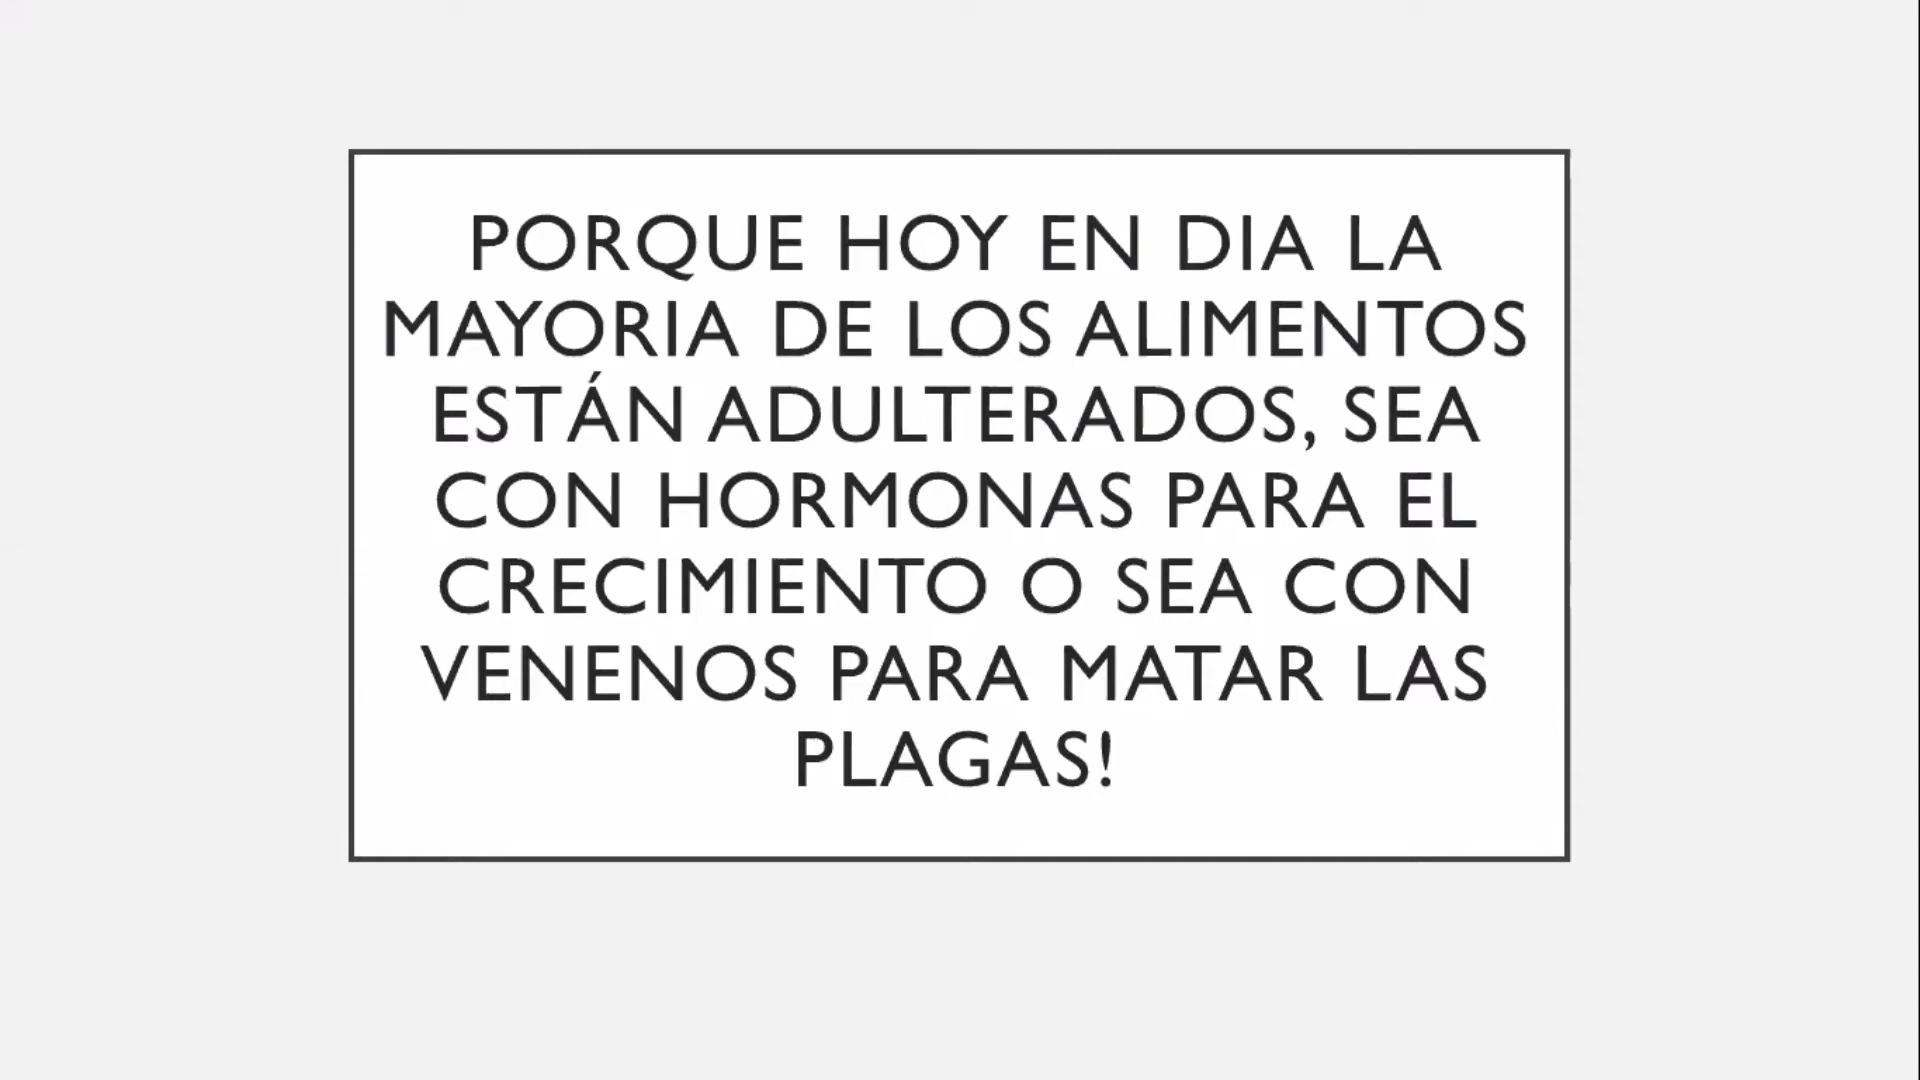 PORQUE HOY EN DIA LA
MAYORIA DE LOS ALIMENTOS
ESTÁN ADULTERADOS, SEA
CON HORMONAS PARA EL
CRECIMIENTO O SEA CON
VENENOS PARA MATAR LAS
PLAGAS!